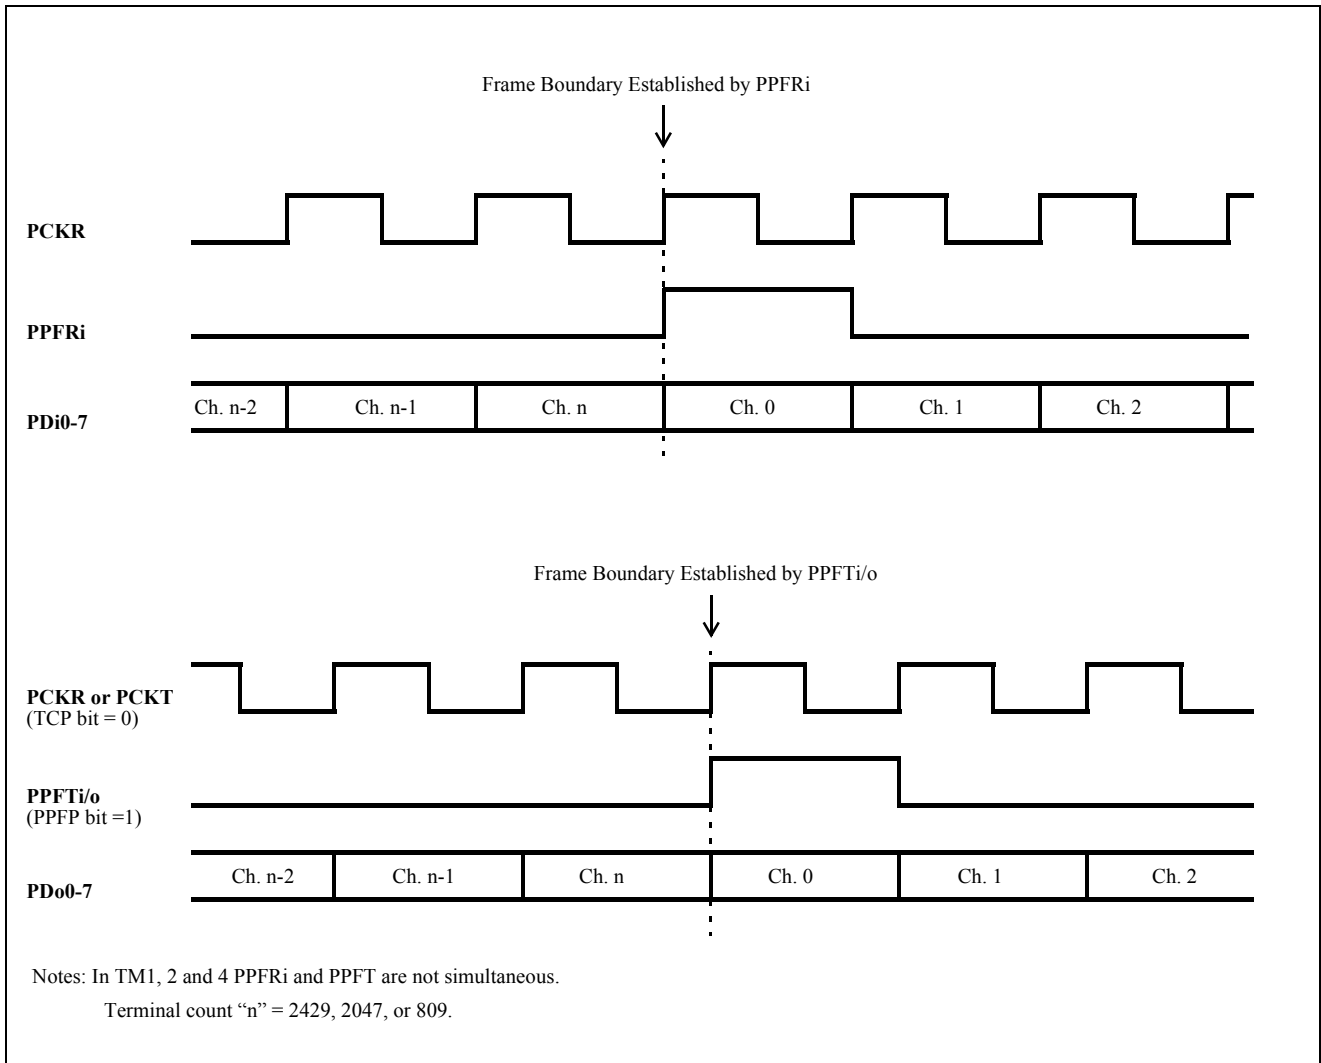 Frame Boundary Established by PPFRi
PCKR
PPFRi
PDi0-7
Ch. n-2 Ch. n-1 Ch. n Ch. 0 Ch. 1 Ch. 2
Frame Boundary Established by PPFTi/o
PCKR or PCKT
(TCP bit = 0)
PPFTi/o
(PPFP bit =1)
PDo0-7
Ch. n-2 Ch. n-1 Ch. n Ch. 0 Ch. 1 Ch. 2
Notes: In TM1, 2 and 4 PPFRi and PPFT are not simultaneous.
Terminal count “n” = 2429, 2047, or 809.